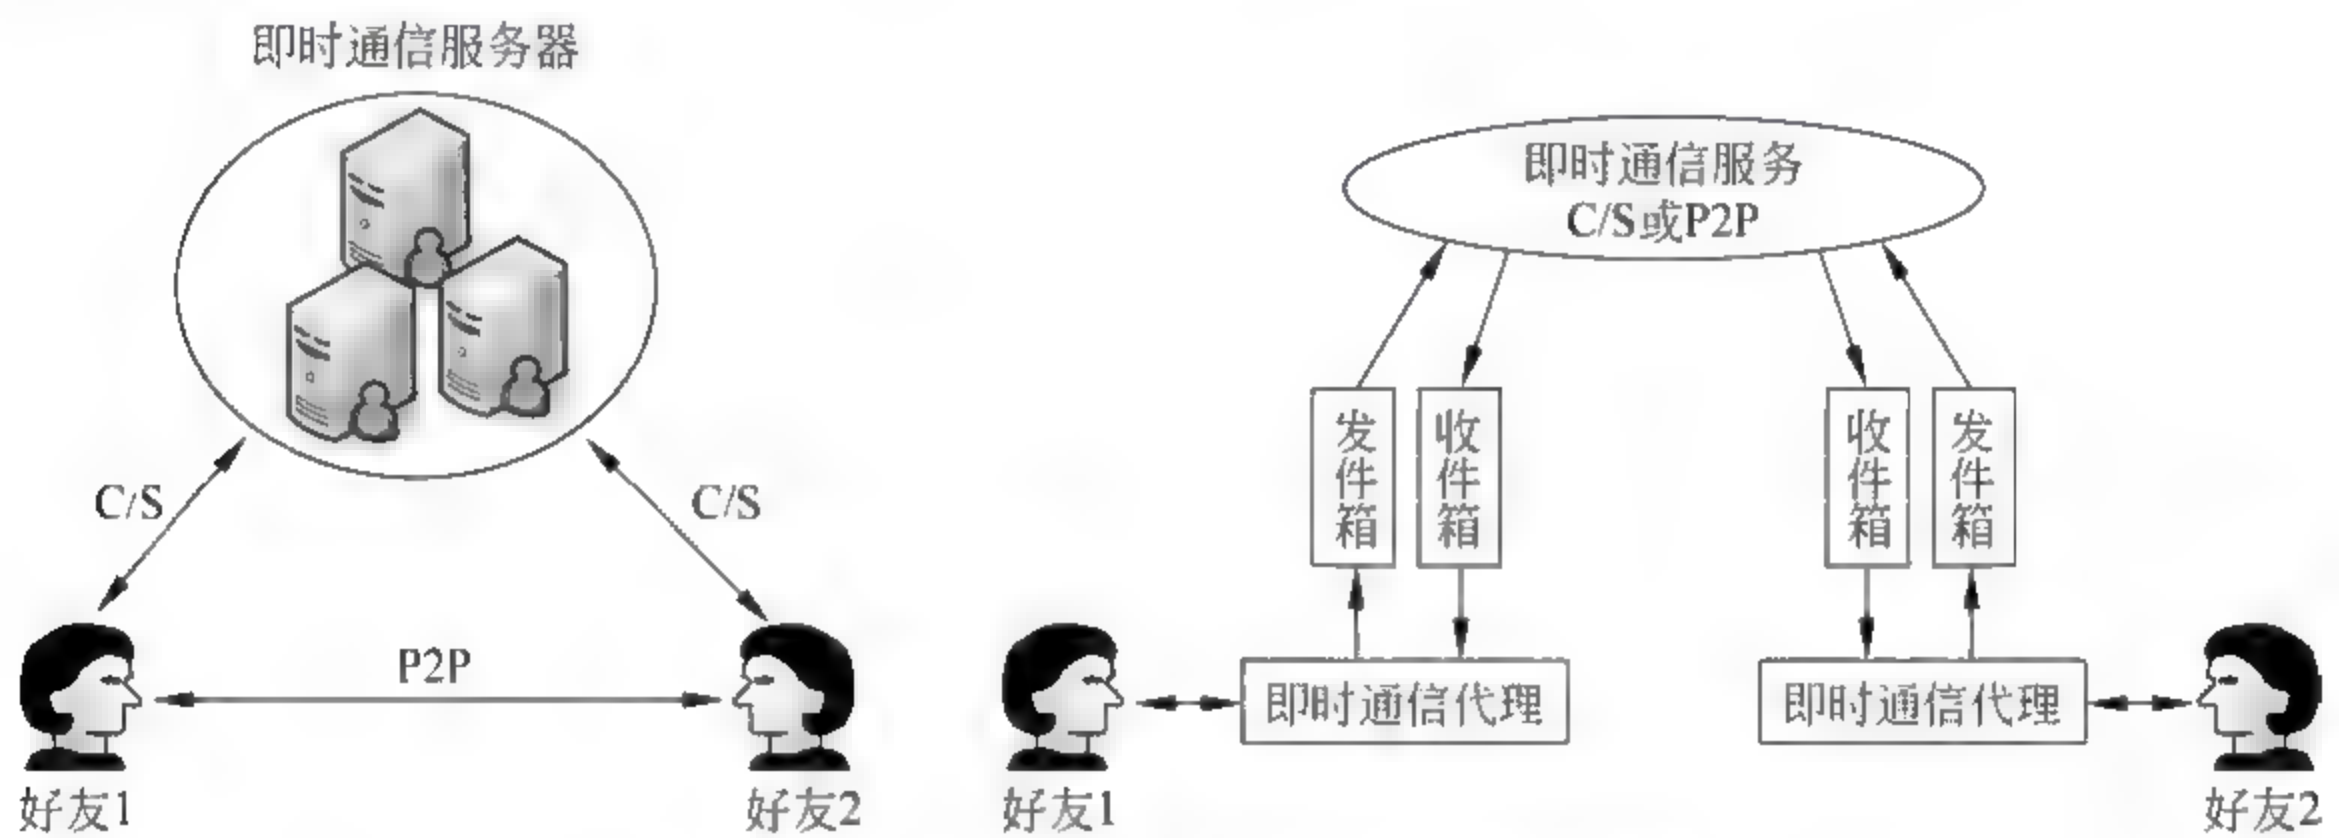 即时通信服务器
C/S
C/S
P2P
好友1
好友2
即时通信服务
C/S或P2P
发件箱
收件箱
收件箱
发件箱
即时通信代理
即时通信代理
好友1
好友2